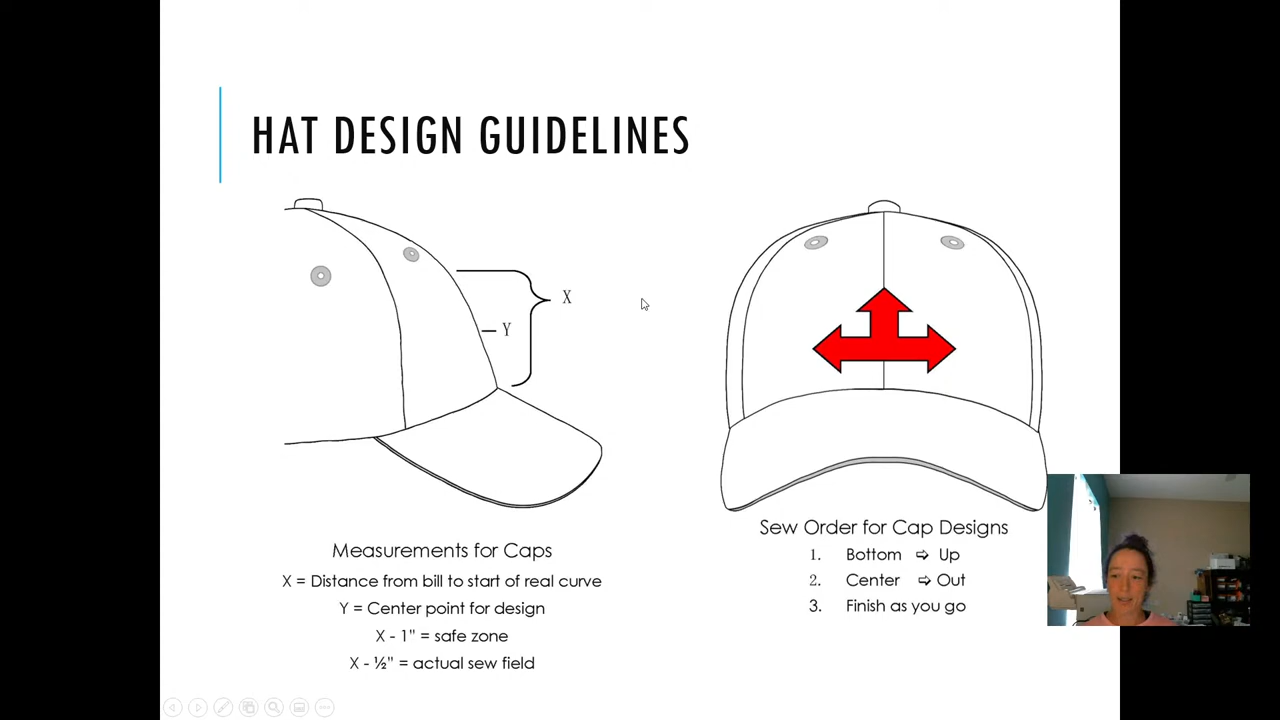 HAT DESIGN GUIDELINES
X
Y
Measurements for Caps
X = Distance from bill to start of real curve
Y = Center point for design
X - 1" = safe zone
X - ½" = actual sew field
Sew Order for Cap Designs
1. Bottom ⇨ Up
2. Center ⇨ Out
3. Finish as you go